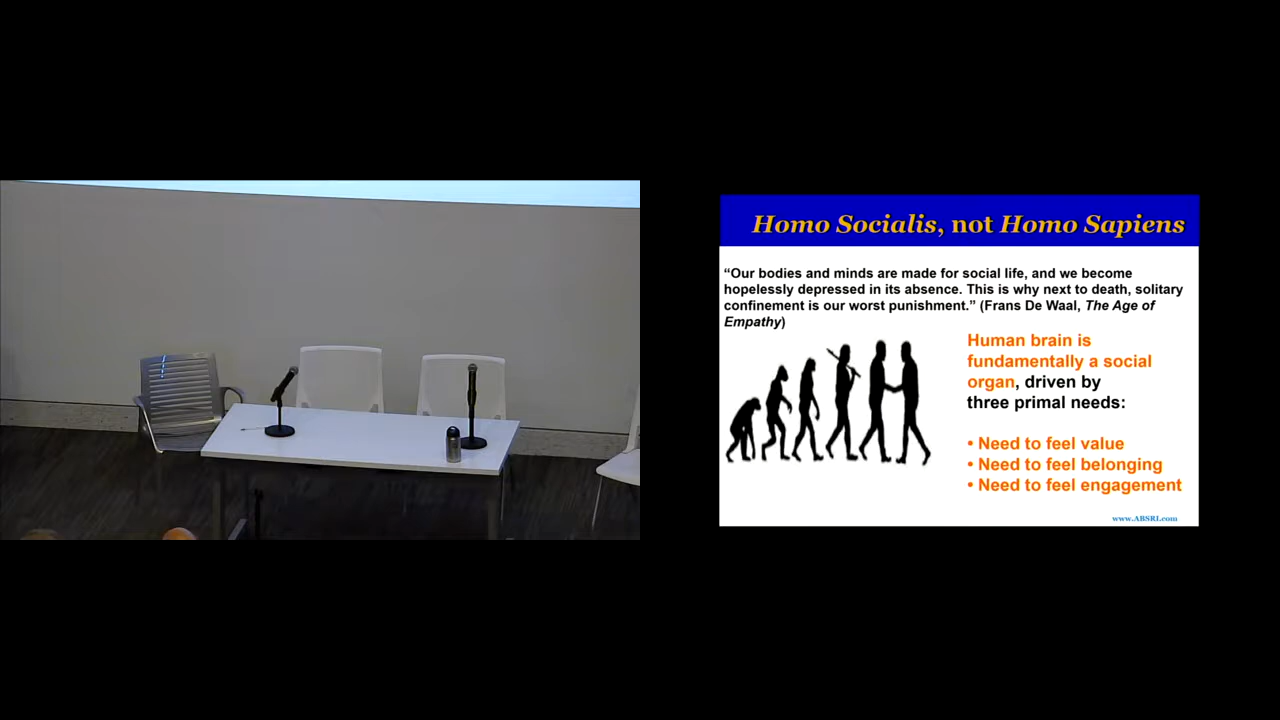 Homo Socialis, not Homo Sapiens
“Our bodies and minds are made for social life, and we become
hopelessly depressed in its absence. This is why next to death, solitary
confinement is our worst punishment.” (Frans De Waal, The Age of
Empathy)
Human brain is
fundamentally a social
organ, driven by
three primal needs:
• Need to feel value
• Need to feel belonging
• Need to feel engagement
www.ABSRI.com